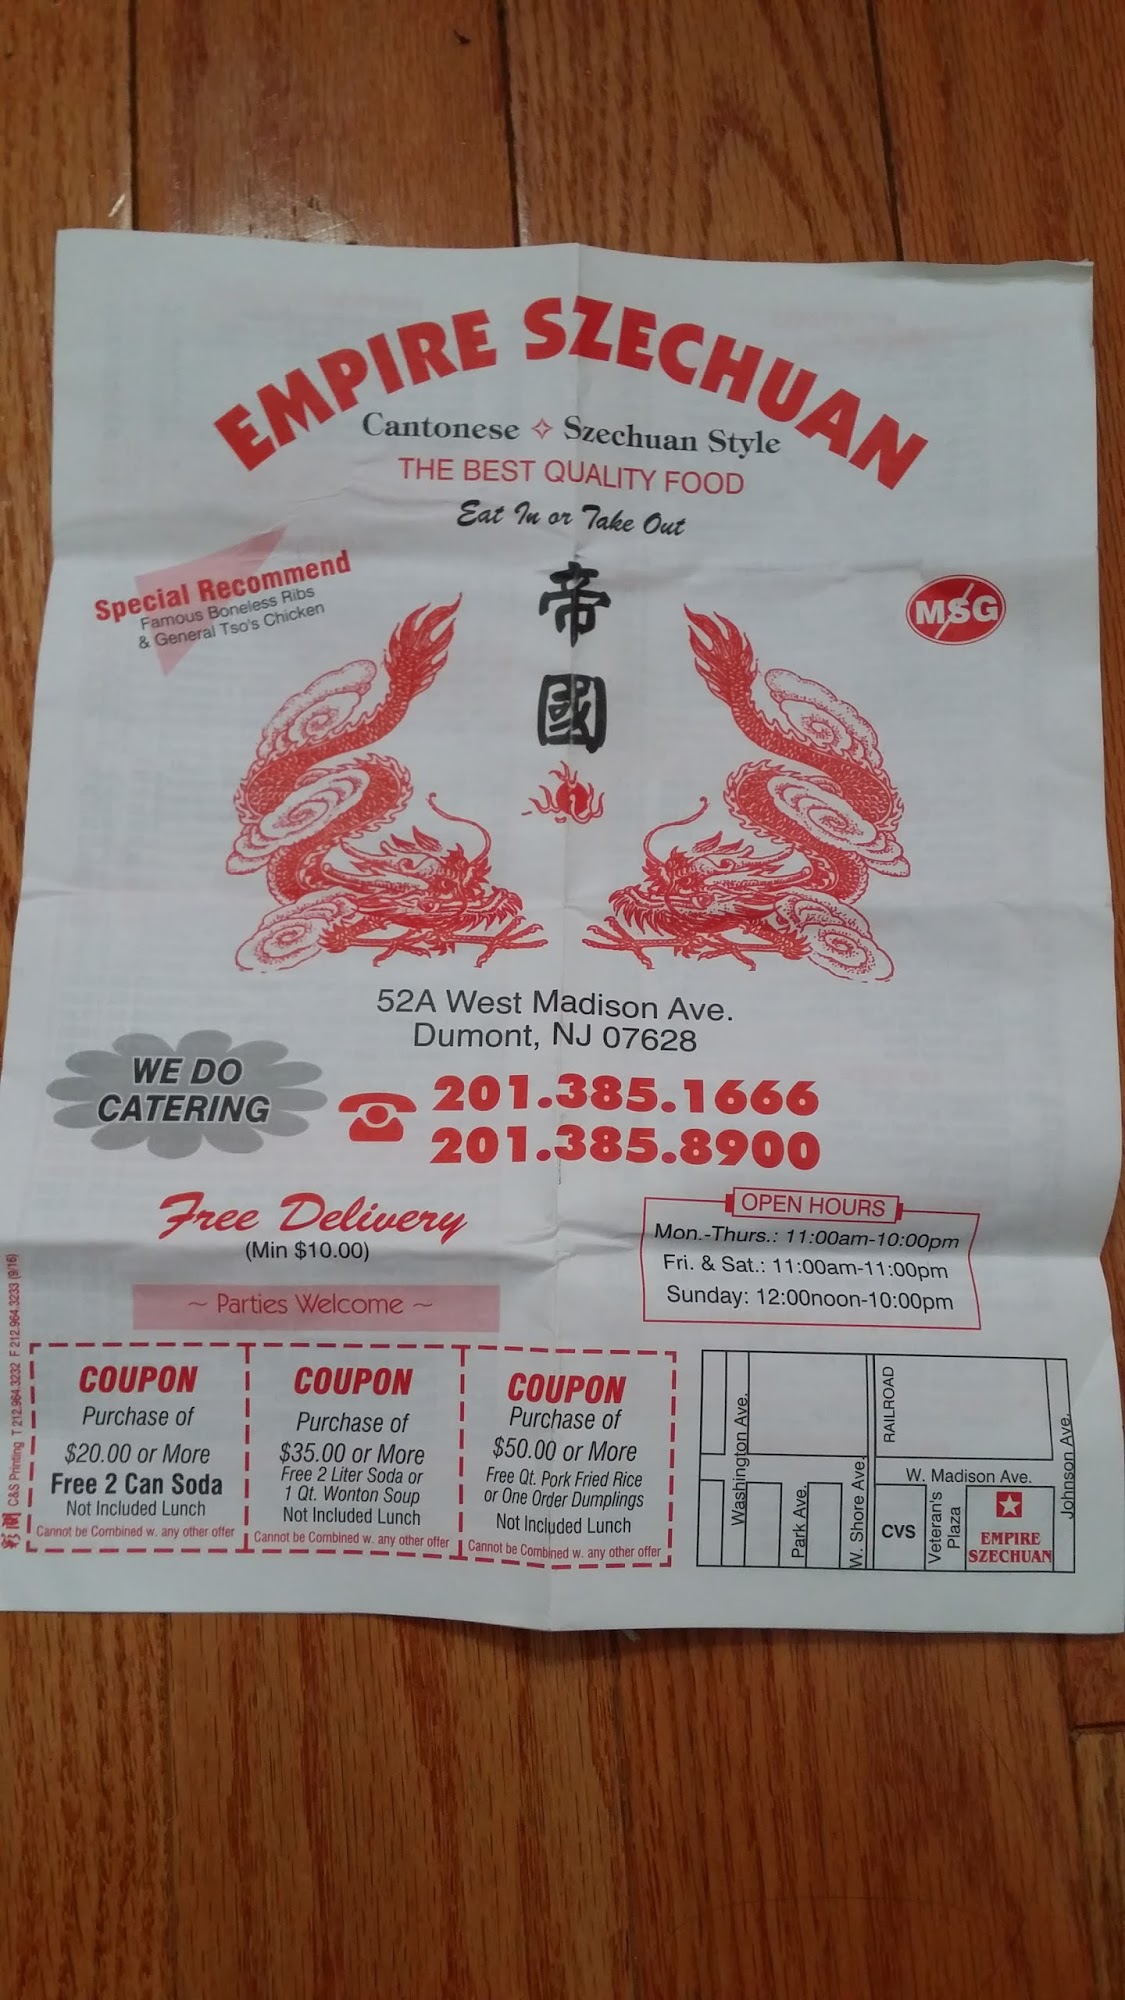 EMPIRE SZECHUAN
Cantonese ✧ Szechuan Style
THE BEST QUALITY FOOD
Eat In or Take Out
Special Recommend
Famous Boneless Ribs
& General Tso's Chicken
帝
國
MSG
52A West Madison Ave.
Dumont, NJ 07628
WE DO
CATERING
201.385.1666
201.385.8900
Free Delivery
(Min $10.00)
~ Parties Welcome ~
OPEN HOURS
Mon.-Thurs.: 11:00am-10:00pm
Fri. & Sat.: 11:00am-11:00pm
Sunday: 12:00noon-10:00pm
C&S Printing T 212.964.3232 F 212.964.3233 (9/16)
COUPON
Purchase of
$20.00 or More
Free 2 Can Soda
Not Included Lunch
Cannot be Combined w. any other offer
COUPON
Purchase of
$35.00 or More
Free 2 Liter Soda or
1 Qt. Wonton Soup
Not Included Lunch
Cannot be Combined w. any other offer
COUPON
Purchase of
$50.00 or More
Free Qt. Pork Fried Rice
or One Order Dumplings
Not Included Lunch
Cannot be Combined w. any other offer
Washington Ave.
Park Ave.
W. Shore Ave.
RAILROAD
W. Madison Ave.
Johnson Ave.
CVS
Veteran's
Plaza
EMPIRE
SZECHUAN